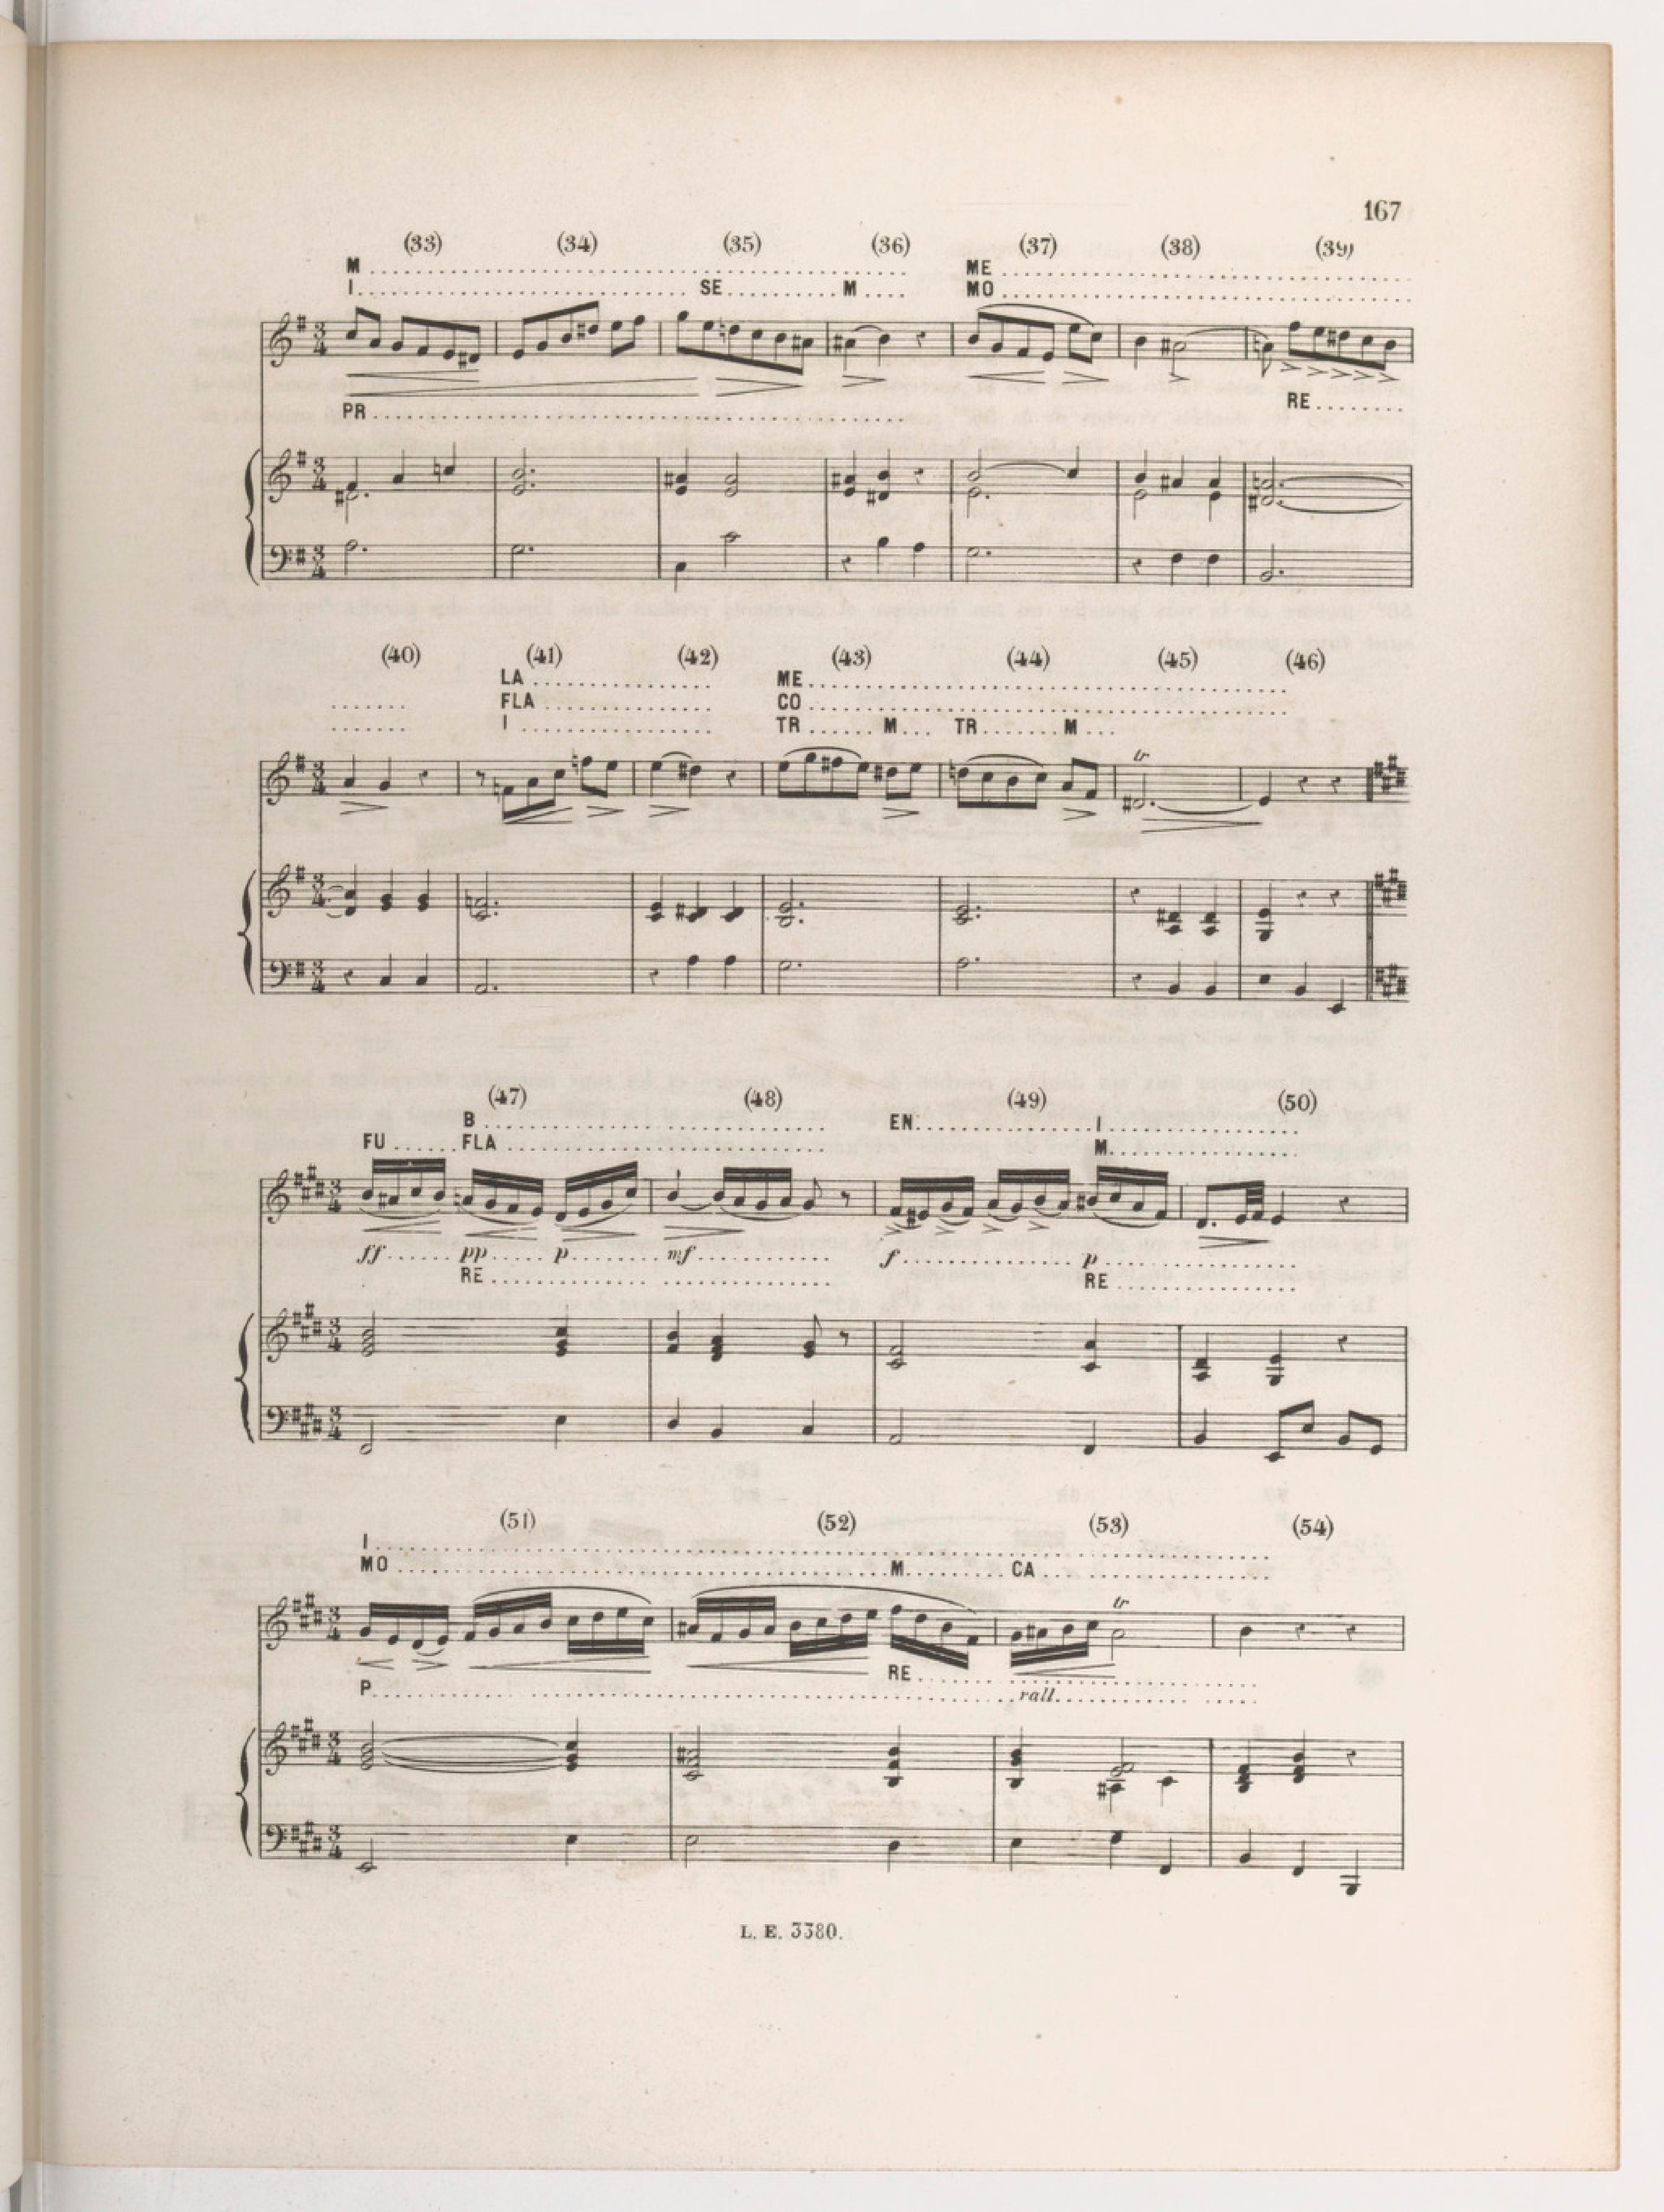 167
(33) (34) (35) (36) (37) (38) (39)
M ME
I SE M MO
PR RE
(40) (41) (42) (43) (44) (45) (46)
LA ME
FLA CO
I TR M TR M
tr
(47) (48) (49) (50)
B EN I
FU FLA M
ff pp p mf f p
RE RE
(51) (52) (53) (54)
I
MO M CA
tr
RE
P rall.
L. E. 3380.